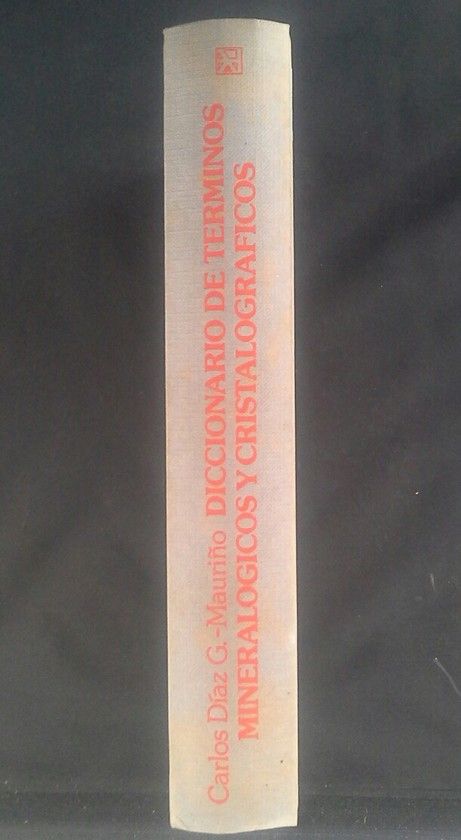 Carlos Díaz G.-Mauriño DICCIONARIO DE TERMINOS
MINERALOGICOS Y CRISTALOGRAFICOS